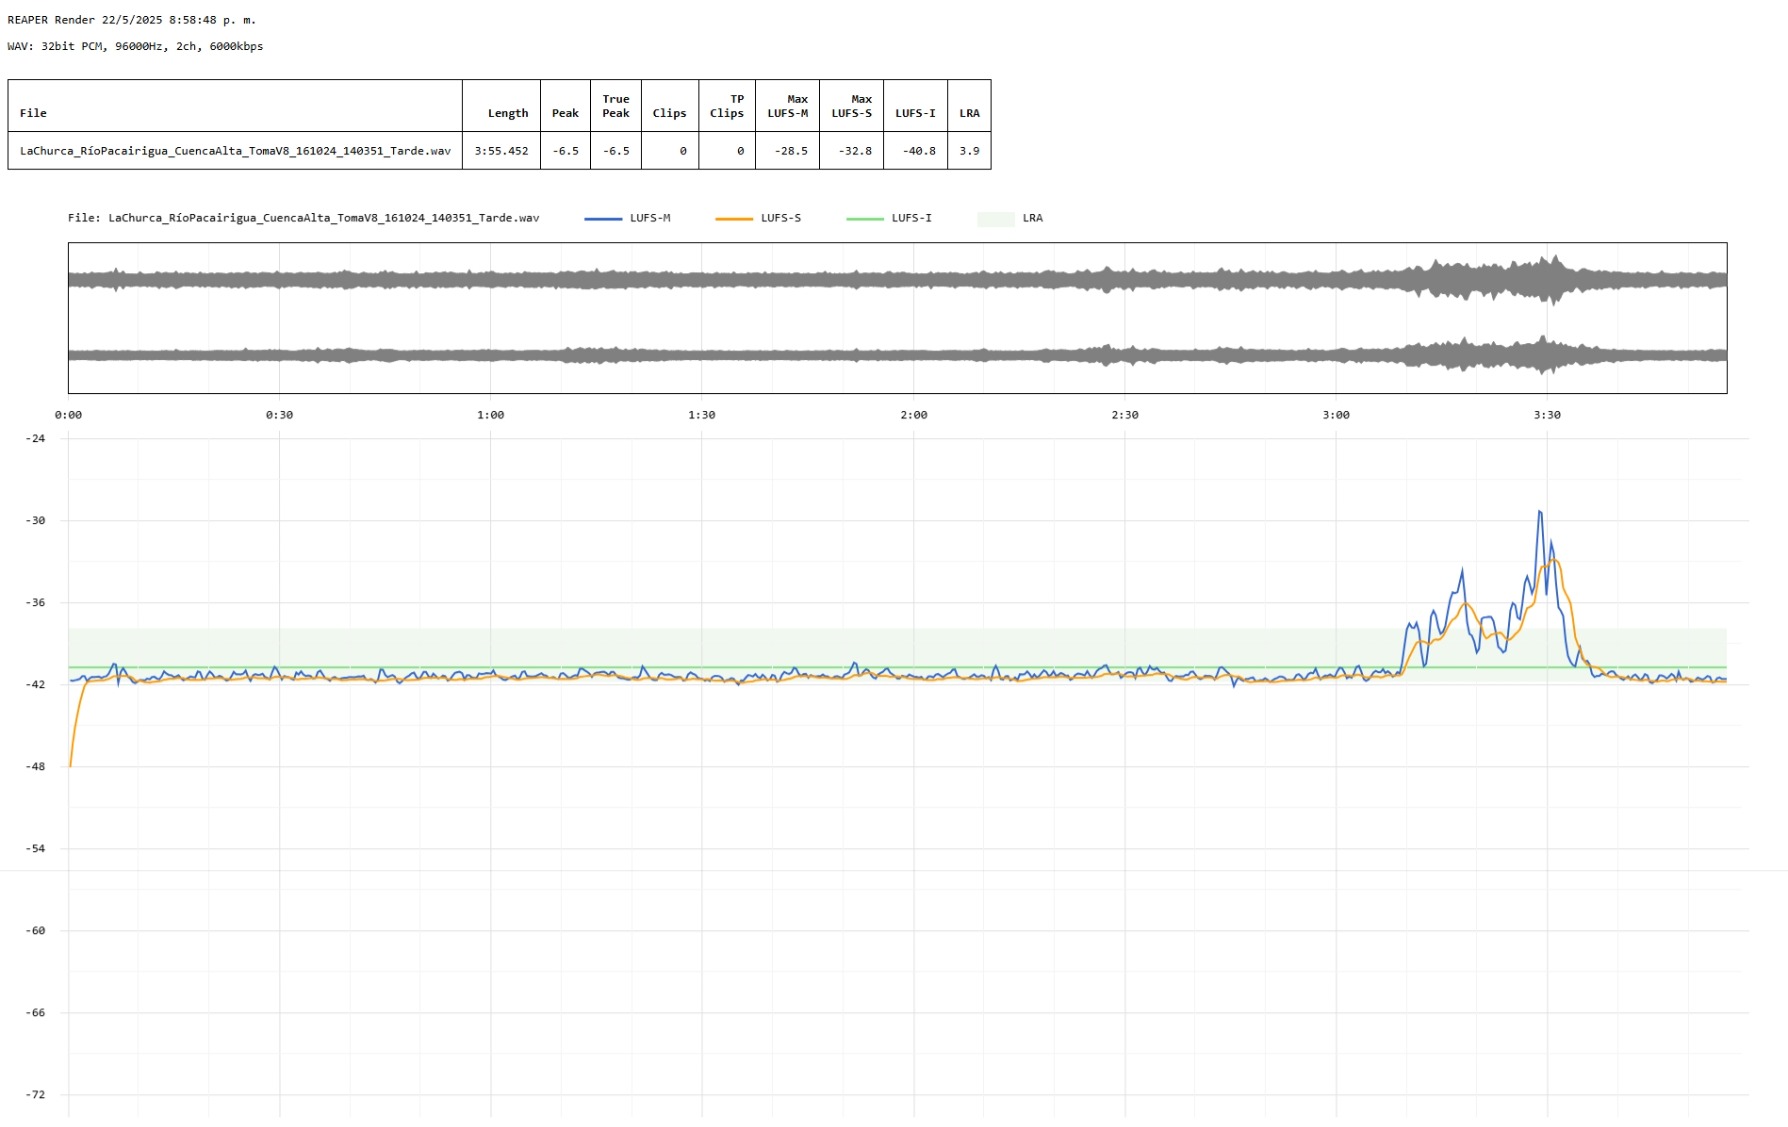 REAPER Render 22/5/2025 8:58:48 p. m.
WAV: 32bit PCM, 96000Hz, 2ch, 6000kbps
File Length Peak True Peak Clips TP Clips Max LUFS-M Max LUFS-S LUFS-I LRA
LaChurca_RíoPacairigua_CuencaAlta_TomaV8_161024_140351_Tarde.wav 3:55.452 -6.5 -6.5 0 0 -28.5 -32.8 -40.8 3.9
File: LaChurca_RíoPacairigua_CuencaAlta_TomaV8_161024_140351_Tarde.wav LUFS-M LUFS-S LUFS-I LRA
0:00 0:30 1:00 1:30 2:00 2:30 3:00 3:30
-24
-30
-36
-42
-48
-54
-60
-66
-72